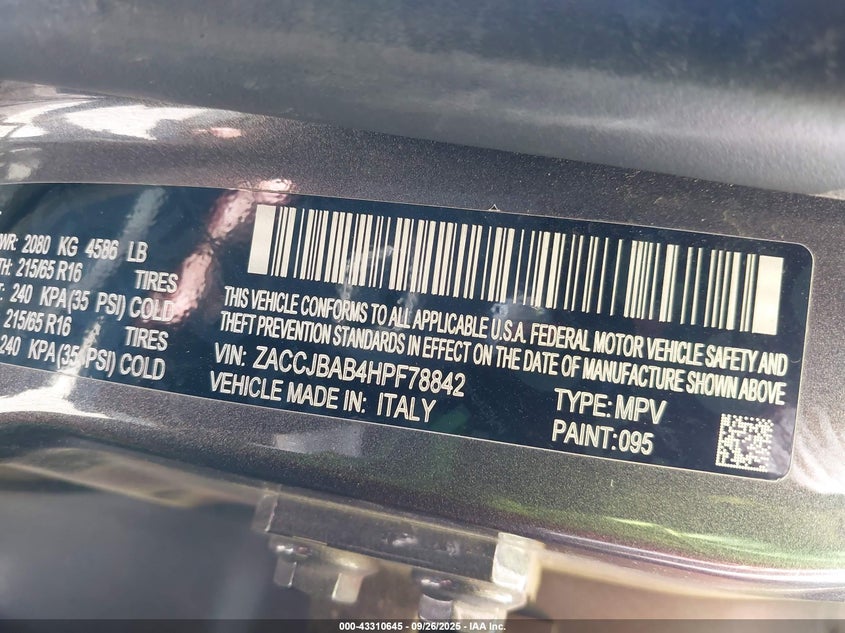 WR: 2080 KG 4586 LB
TH: 215/65 R16 TIRES
T: 240 KPA(35 PSI) COLD
215/65 R16 TIRES
240 KPA(35 PSI) COLD
THIS VEHICLE CONFORMS TO ALL APPLICABLE U.S.A. FEDERAL MOTOR VEHICLE SAFETY AND
THEFT PREVENTION STANDARDS IN EFFECT ON THE DATE OF MANUFACTURE SHOWN ABOVE
VIN: ZACCJBAB4HPF78842
VEHICLE MADE IN: ITALY
TYPE: MPV
PAINT: 095
000-43310645 - 09/26/2025 - IAA Inc.